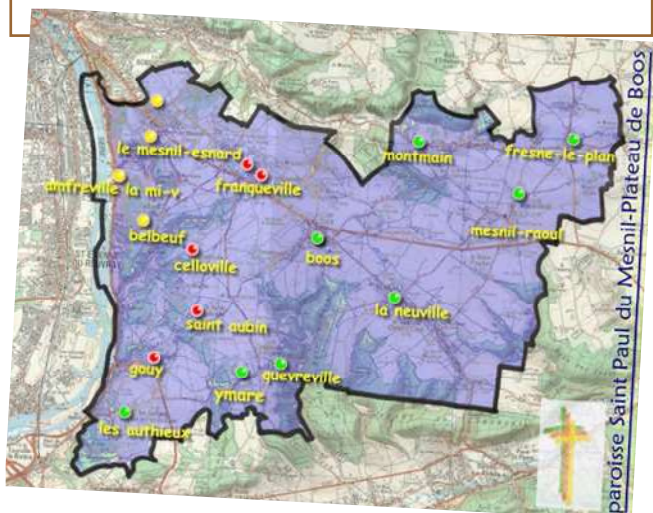 le mesnil-esnard
montmain
fresne-le-plan
franqueville
amfreville la mi-v
mesnil-raoul
belbeuf
boos
celloville
la neuville
saint aubin
gouy
quevreville
ymare
les authieux
paroisse Saint Paul du Mesnil-Plateau de Boos